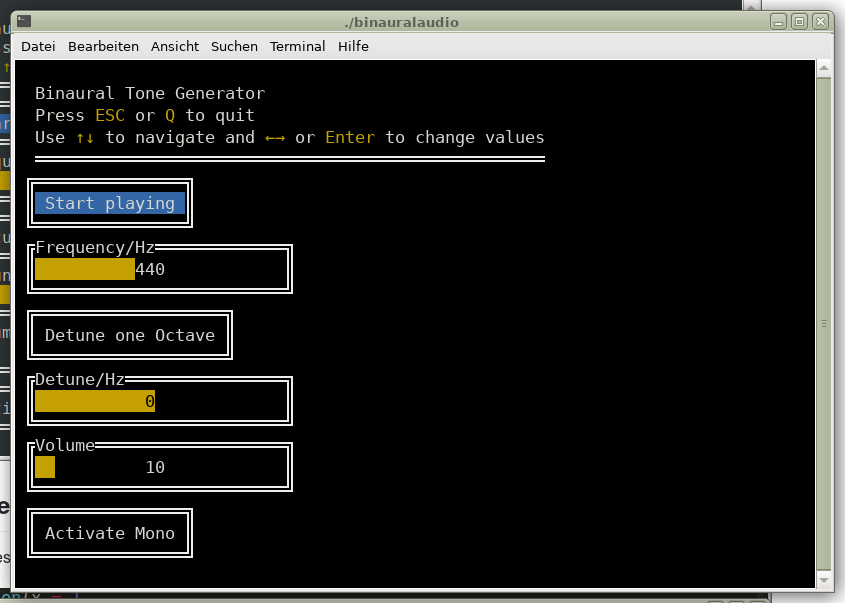 ./binauralaudio
Datei Bearbeiten Ansicht Suchen Terminal Hilfe
Binaural Tone Generator
Press ESC or Q to quit
Use ↑↓ to navigate and ←→ or Enter to change values
Start playing
Frequency/Hz
440
Detune one Octave
Detune/Hz
0
Volume
10
Activate Mono